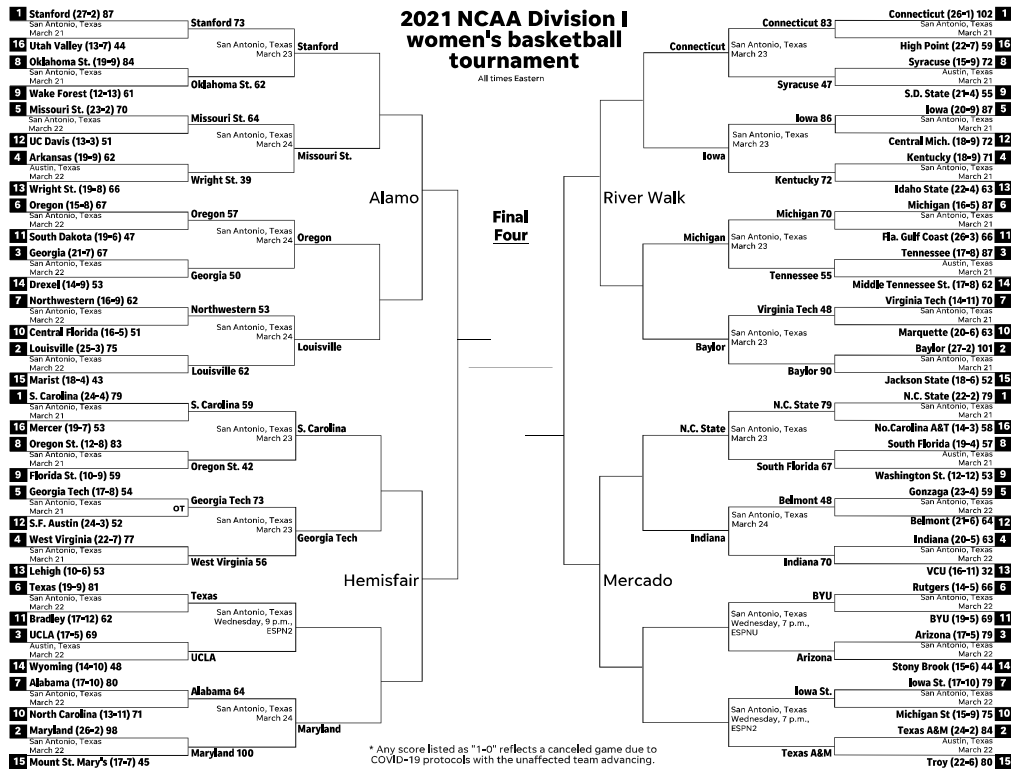 2021 NCAA Division I
women's basketball
tournament
All times Eastern
1 Stanford (27-2) 87
San Antonio, Texas
March 21
16 Utah Valley (13-7) 44
8 Oklahoma St. (19-9) 84
San Antonio, Texas
March 21
9 Wake Forest (12-13) 61
5 Missouri St. (23-2) 70
San Antonio, Texas
March 22
12 UC Davis (13-3) 51
4 Arkansas (19-9) 62
Austin, Texas
March 22
13 Wright St. (19-8) 66
6 Oregon (15-8) 67
San Antonio, Texas
March 22
11 South Dakota (19-6) 47
3 Georgia (21-7) 67
San Antonio, Texas
March 22
14 Drexel (14-9) 53
7 Northwestern (16-9) 62
San Antonio, Texas
March 22
10 Central Florida (16-5) 51
2 Louisville (25-3) 75
San Antonio, Texas
March 22
15 Marist (18-4) 43
Stanford 73
San Antonio, Texas
March 23
Oklahoma St. 62
Missouri St. 64
San Antonio, Texas
March 24
Wright St. 39
Oregon 57
San Antonio, Texas
March 24
Georgia 50
Northwestern 53
San Antonio, Texas
March 24
Louisville 62
Stanford
Missouri St.
Oregon
Louisville
Alamo
1 S. Carolina (24-4) 79
San Antonio, Texas
March 21
16 Mercer (19-7) 53
8 Oregon St. (12-8) 83
San Antonio, Texas
March 21
9 Florida St. (10-9) 59
5 Georgia Tech (17-8) 54
San Antonio, Texas
March 21
OT
12 S.F. Austin (24-3) 52
4 West Virginia (22-7) 77
San Antonio, Texas
March 21
13 Lehigh (10-6) 53
6 Texas (19-9) 81
San Antonio, Texas
March 22
11 Bradley (17-12) 62
3 UCLA (17-5) 69
Austin, Texas
March 22
14 Wyoming (14-10) 48
7 Alabama (17-10) 80
San Antonio, Texas
March 22
10 North Carolina (13-11) 71
2 Maryland (26-2) 98
San Antonio, Texas
March 22
15 Mount St. Mary's (17-7) 45
S. Carolina 59
San Antonio, Texas
March 23
Oregon St. 42
Georgia Tech 73
San Antonio, Texas
March 23
West Virginia 56
Texas
San Antonio, Texas
Wednesday, 9 p.m.,
ESPN2
UCLA
Alabama 64
San Antonio, Texas
March 24
Maryland 100
S. Carolina
Georgia Tech
Maryland
Hemisfair
Final
Four
River Walk
Connecticut
Iowa
Michigan
Baylor
Connecticut 83
San Antonio, Texas
March 23
Syracuse 47
Iowa 86
San Antonio, Texas
March 23
Kentucky 72
Michigan 70
San Antonio, Texas
March 23
Tennessee 55
Virginia Tech 48
San Antonio, Texas
March 23
Baylor 90
Connecticut (26-1) 102 1
San Antonio, Texas
March 21
High Point (22-7) 59 16
Syracuse (15-9) 72 8
Austin, Texas
March 21
S.D. State (21-4) 55 9
Iowa (20-9) 87 5
San Antonio, Texas
March 21
Central Mich. (18-9) 72 12
Kentucky (18-9) 71 4
San Antonio, Texas
March 21
Idaho State (22-4) 63 13
Michigan (16-5) 87 6
San Antonio, Texas
March 21
Fla. Gulf Coast (26-3) 66 11
Tennessee (17-8) 87 3
Austin, Texas
March 21
Middle Tennessee St. (17-8) 62 14
Virginia Tech (14-11) 70 7
San Antonio, Texas
March 21
Marquette (20-6) 63 10
Baylor (27-2) 101 2
San Antonio, Texas
March 21
Jackson State (18-6) 52 15
Mercado
N.C. State
Indiana
N.C. State 79
San Antonio, Texas
March 23
South Florida 67
Belmont 48
San Antonio, Texas
March 24
Indiana 70
BYU
San Antonio, Texas
Wednesday, 7 p.m.,
ESPNU
Arizona
Iowa St.
San Antonio, Texas
Wednesday, 7 p.m.,
ESPN2
Texas A&M
N.C. State (22-2) 79 1
San Antonio, Texas
March 21
No.Carolina A&T (14-3) 58 16
South Florida (19-4) 57 8
Austin, Texas
March 21
Washington St. (12-12) 53 9
Gonzaga (23-4) 59 5
San Antonio, Texas
March 22
Belmont (21-6) 64 12
Indiana (20-5) 63 4
San Antonio, Texas
March 22
VCU (16-11) 32 13
Rutgers (14-5) 66 6
San Antonio, Texas
March 22
BYU (19-5) 69 11
Arizona (17-5) 79 3
San Antonio, Texas
March 22
Stony Brook (15-6) 44 14
Iowa St. (17-10) 79 7
San Antonio, Texas
March 22
Michigan St (15-9) 75 10
Texas A&M (24-2) 84 2
Austin, Texas
March 22
Troy (22-6) 80 15
* Any score listed as "1-0" reflects a canceled game due to
COVID-19 protocols with the unaffected team advancing.